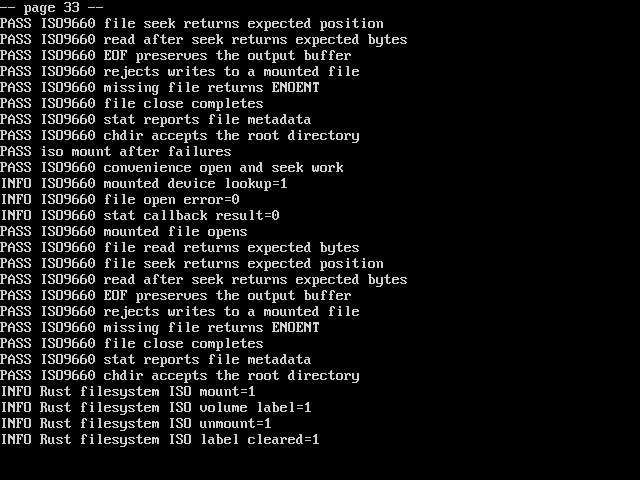 -- page 33 --
PASS ISO9660 file seek returns expected position
PASS ISO9660 read after seek returns expected bytes
PASS ISO9660 EOF preserves the output buffer
PASS ISO9660 rejects writes to a mounted file
PASS ISO9660 missing file returns ENOENT
PASS ISO9660 file close completes
PASS ISO9660 stat reports file metadata
PASS ISO9660 chdir accepts the root directory
PASS iso mount after failures
PASS ISO9660 convenience open and seek work
INFO ISO9660 mounted device lookup=1
INFO ISO9660 file open error=0
INFO ISO9660 stat callback result=0
PASS ISO9660 mounted file opens
PASS ISO9660 file read returns expected bytes
PASS ISO9660 file seek returns expected position
PASS ISO9660 read after seek returns expected bytes
PASS ISO9660 EOF preserves the output buffer
PASS ISO9660 rejects writes to a mounted file
PASS ISO9660 missing file returns ENOENT
PASS ISO9660 file close completes
PASS ISO9660 stat reports file metadata
PASS ISO9660 chdir accepts the root directory
INFO Rust filesystem ISO mount=1
INFO Rust filesystem ISO volume label=1
INFO Rust filesystem ISO unmount=1
INFO Rust filesystem ISO label cleared=1